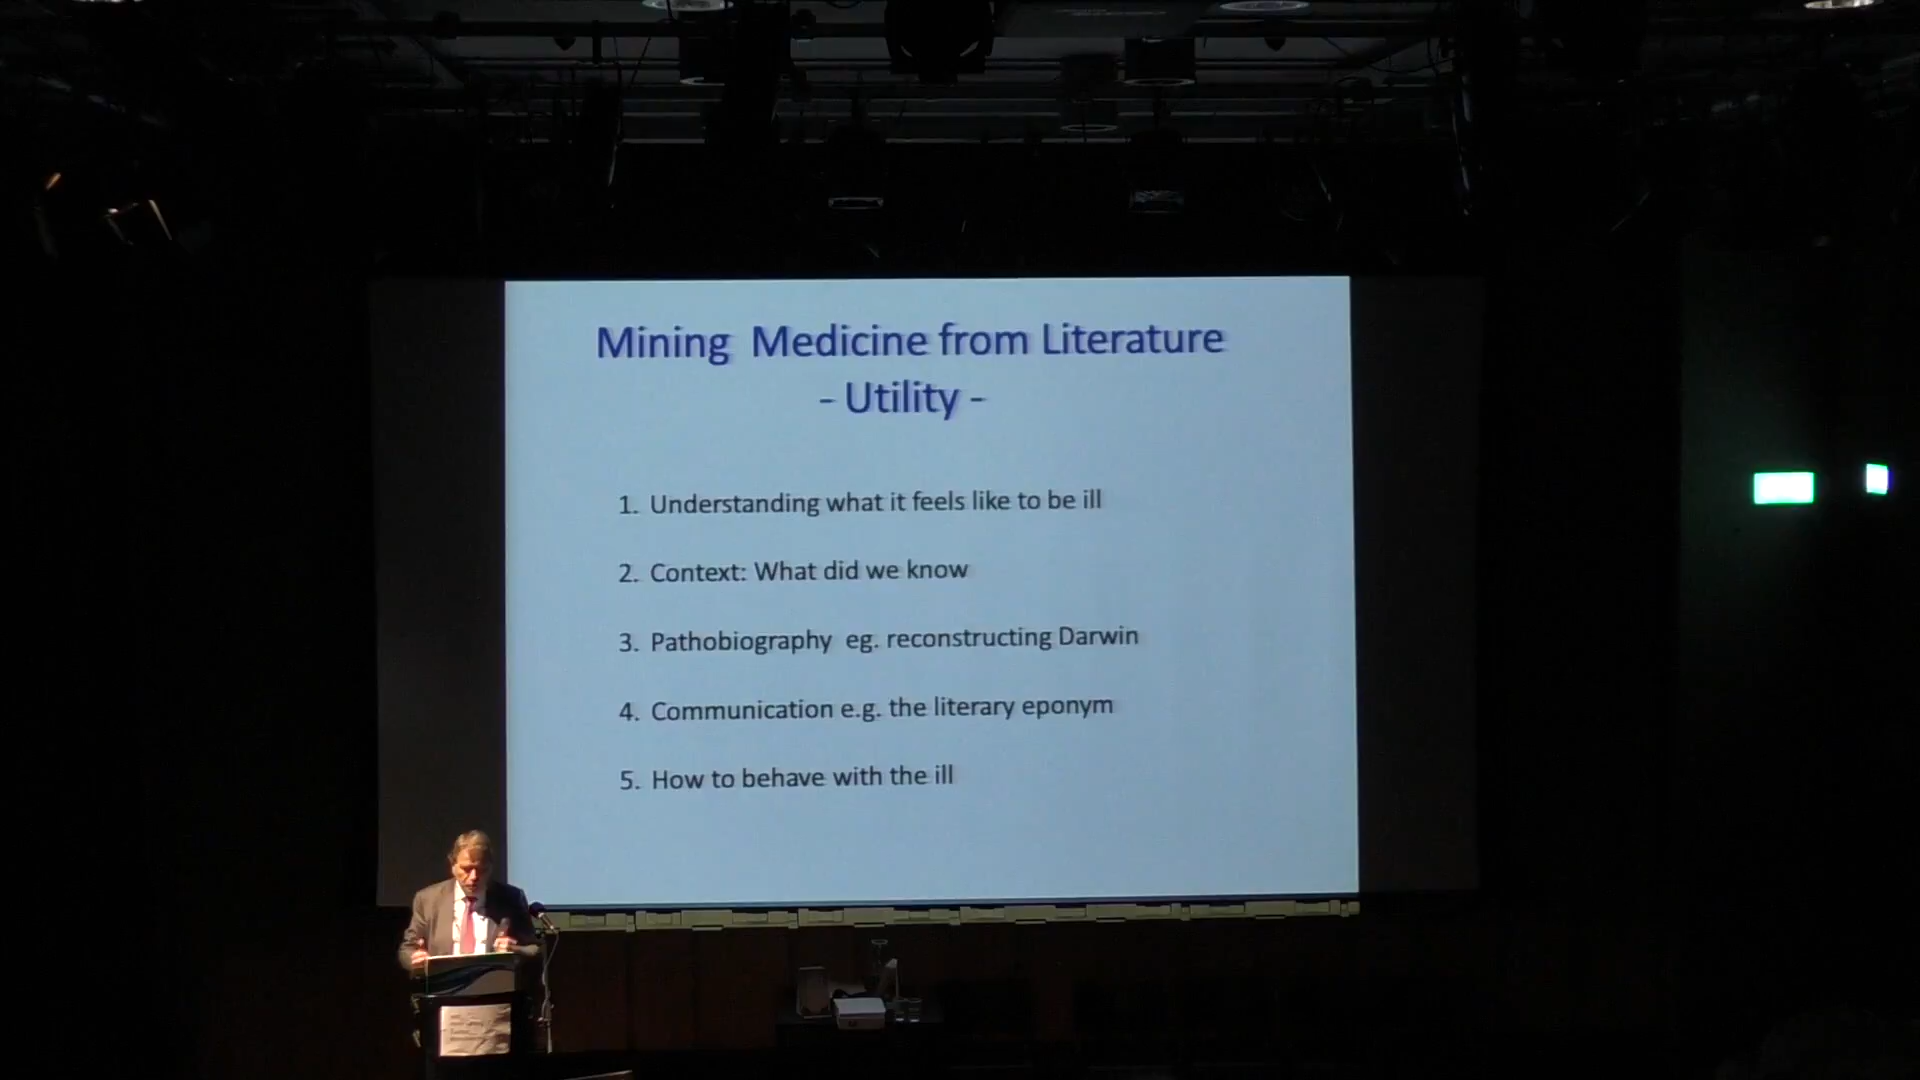 Mining Medicine from Literature
- Utility -
1. Understanding what it feels like to be ill
2. Context: What did we know
3. Pathobiography eg. reconstructing Darwin
4. Communication e.g. the literary eponym
5. How to behave with the ill